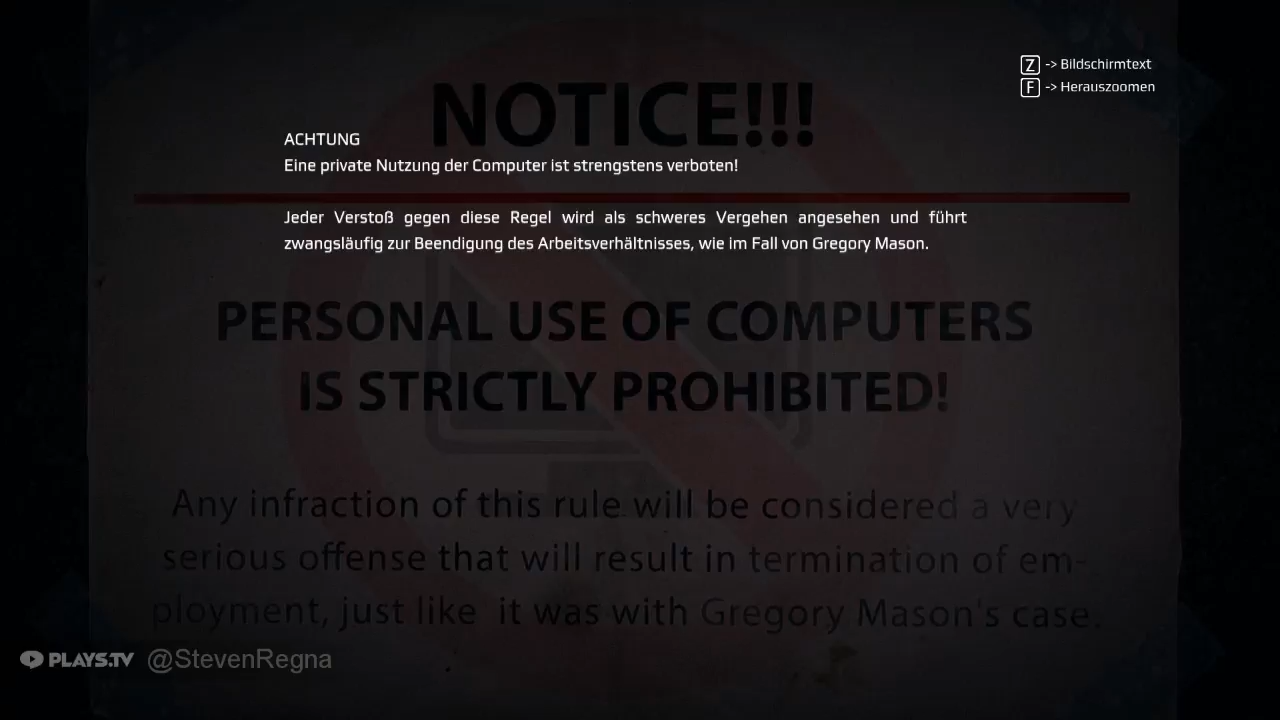 Z -> Bildschirmtext
F -> Herauszoomen
NOTICE!!!
ACHTUNG
Eine private Nutzung der Computer ist strengstens verboten!
Jeder Verstoß gegen diese Regel wird als schweres Vergehen angesehen und führt
zwangsläufig zur Beendigung des Arbeitsverhältnisses, wie im Fall von Gregory Mason.
PERSONAL USE OF COMPUTERS
IS STRICTLY PROHIBITED!
Any infraction of this rule will be considered a very
serious offense that will result in termination of em-
ployment, just like it was with Gregory Mason's case.
PLAYS.TV @StevenRegna